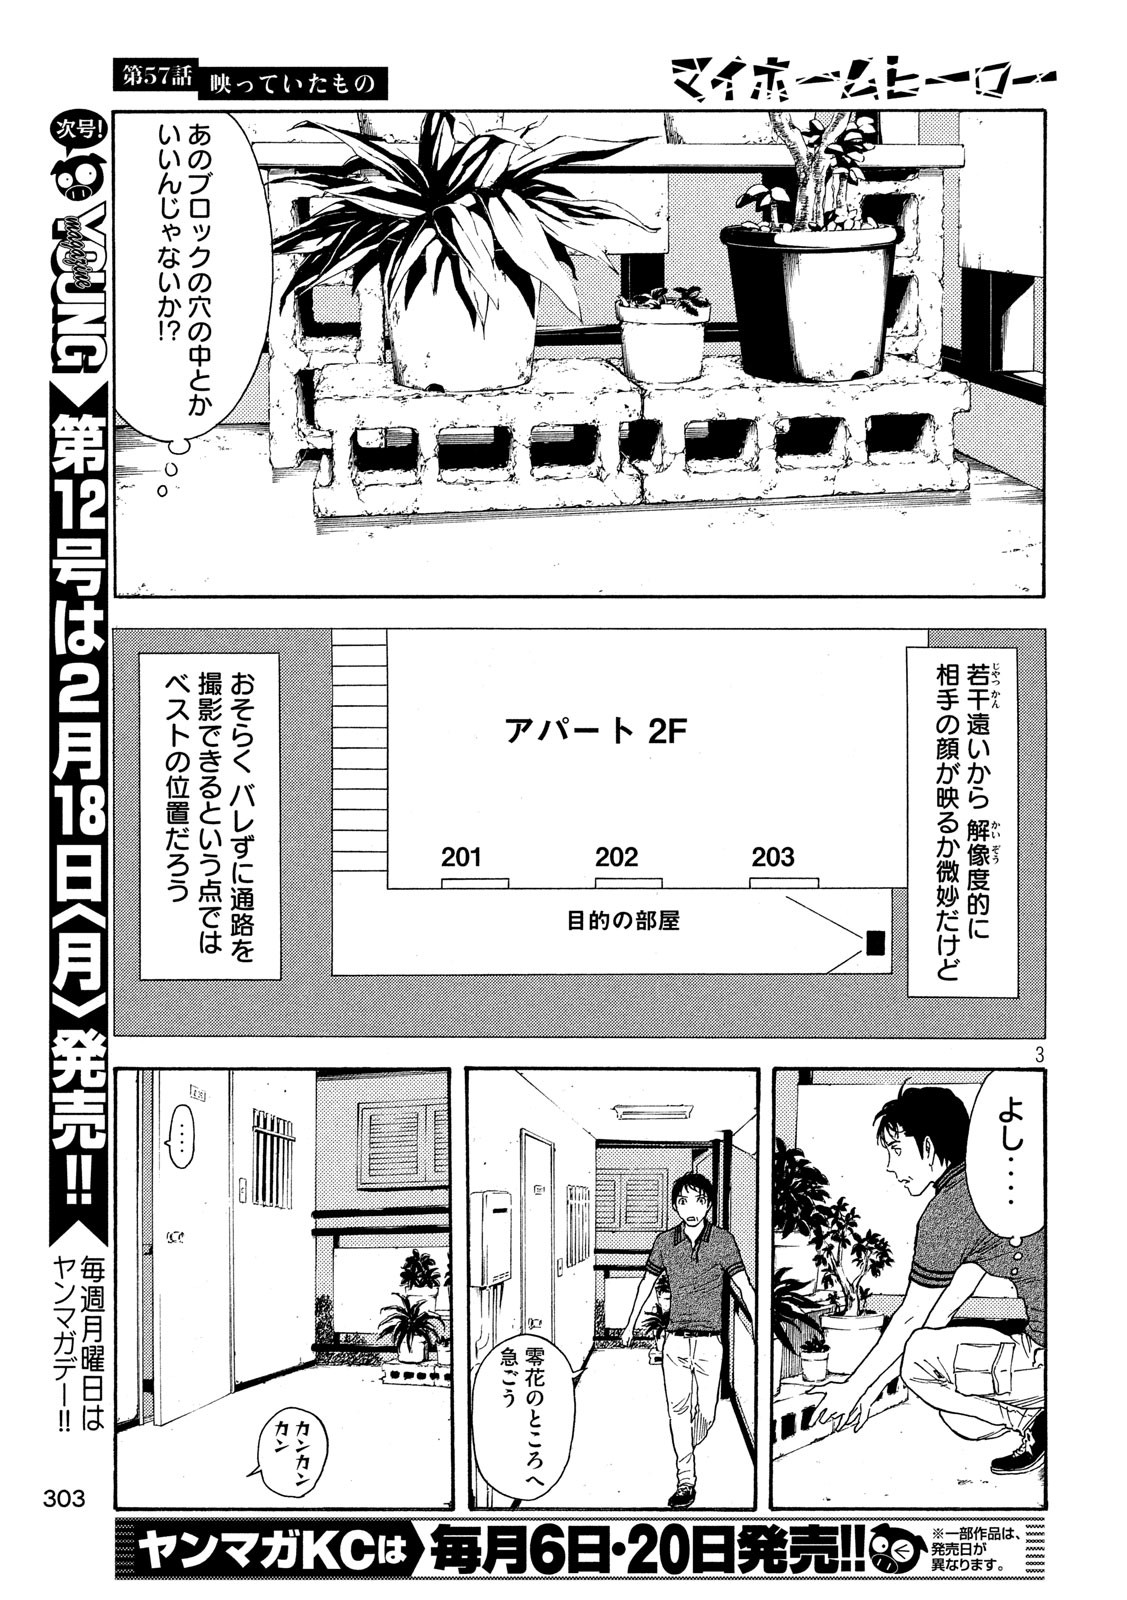 第57話
映っていたもの
マイホームヒーロー
あのブロックの穴の中とか
いいんじゃないか!?
若干遠いから 解像度的に
じゃっかん
かいぞう
相手の顔が映るか微妙だけど
アパート 2F
201
202
203
目的の部屋
おそらく バレずに通路を
撮影できるという点では
ベストの位置だろう
3
よし‥‥
零花のところへ
急ごう
‥‥
カンカン
カン
次号!
YOUNG
magazine
第12号は2月18日〈月〉発売!!
毎週月曜日は
ヤンマガデー!!
303
ヤンマガKCは
毎月6日・20日発売!!
※一部作品は、
発売日が
異なります。